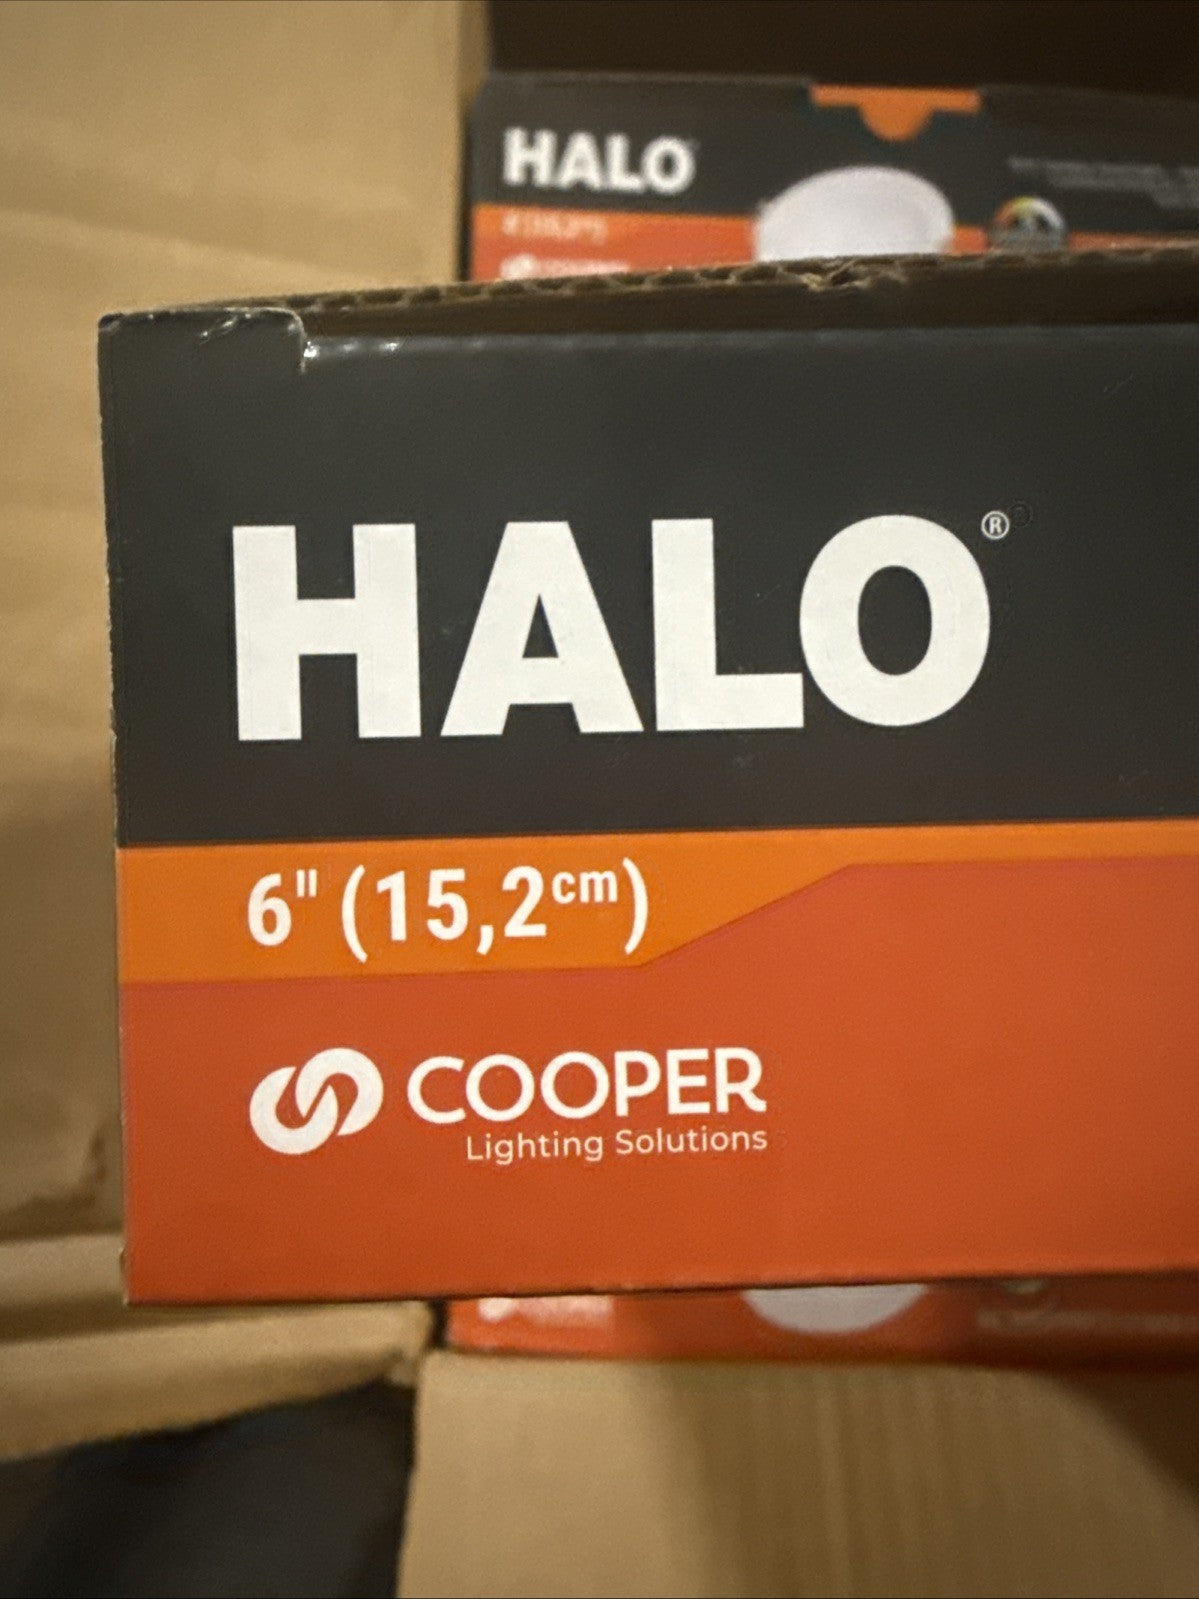 HALO
HALO®
6" (15,2cm)
COOPER
Lighting Solutions